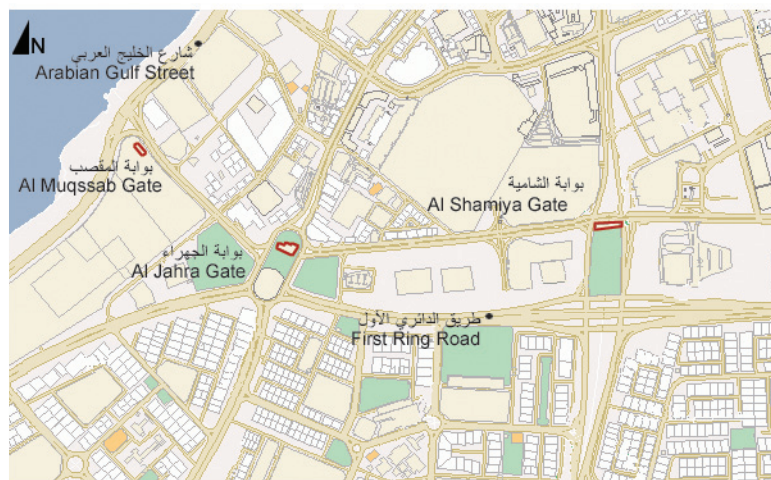 N
شارع الخليج العربي
Arabian Gulf Street
بوابة المقصب
Al Muqssab Gate
بوابة الشامية
Al Shamiya Gate
بوابة الجهراء
Al Jahra Gate
طريق الدائري الأول
First Ring Road